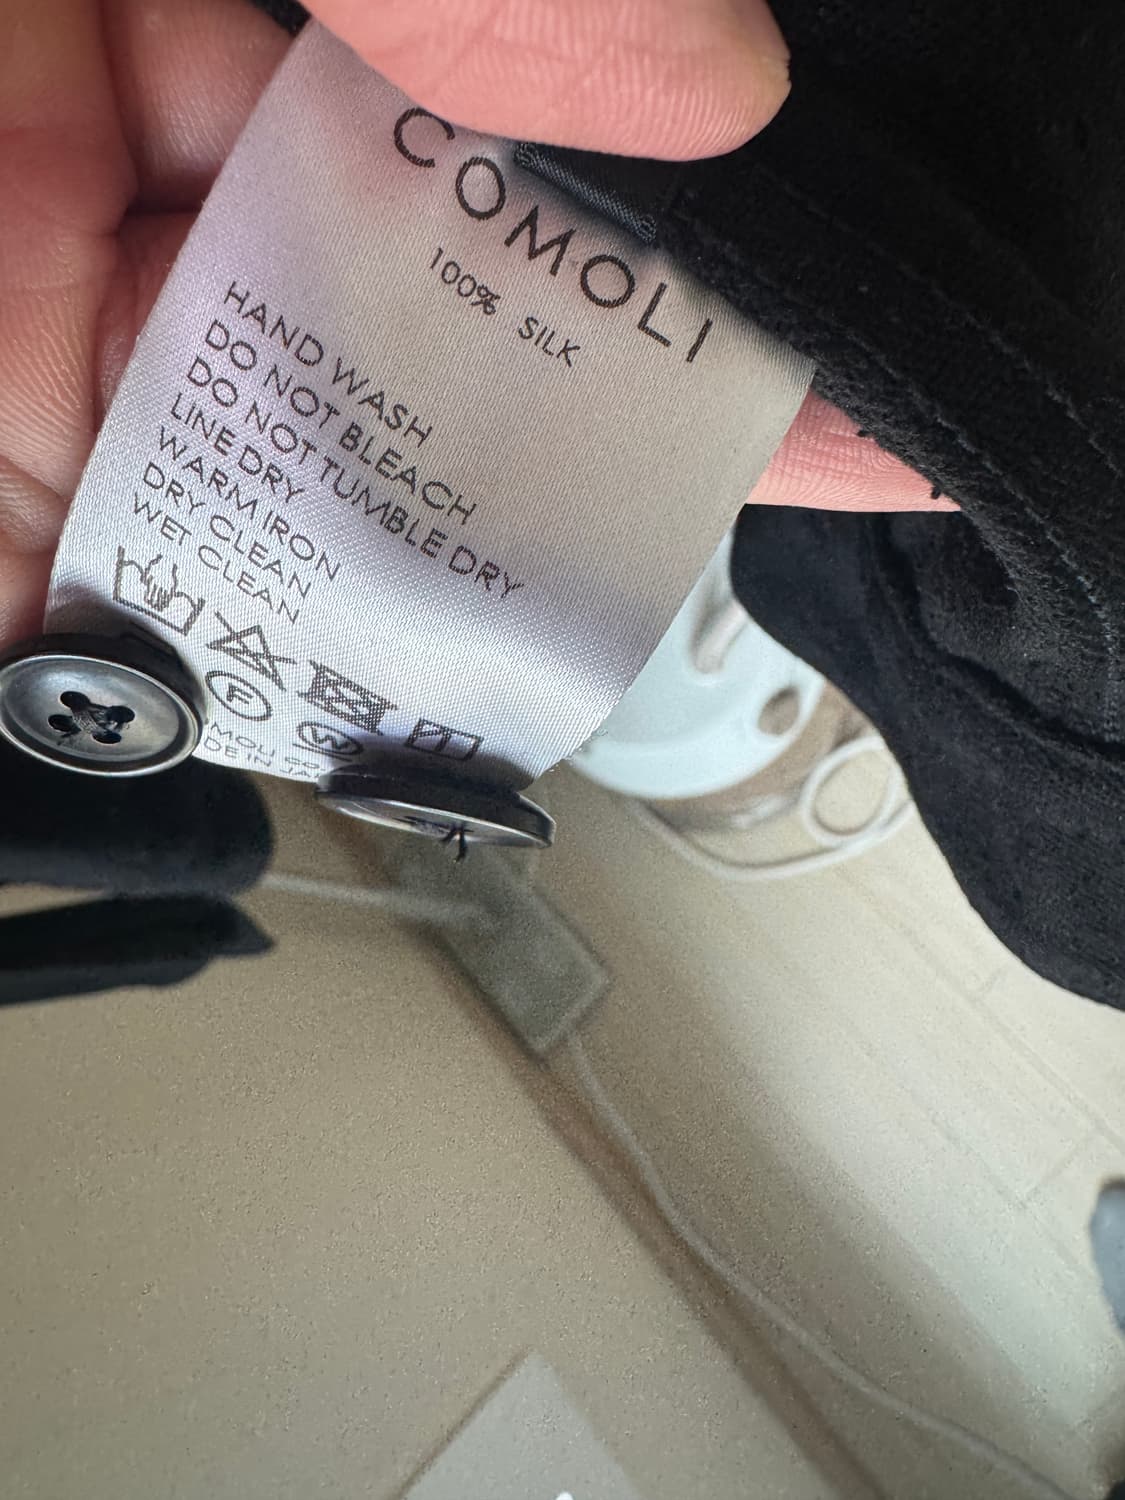 COMOLI
100% SILK
HAND WASH
DO NOT BLEACH
DO NOT TUMBLE DRY
LINE DRY
WARM IRON
DRY CLEAN
WET CLEAN
F
W